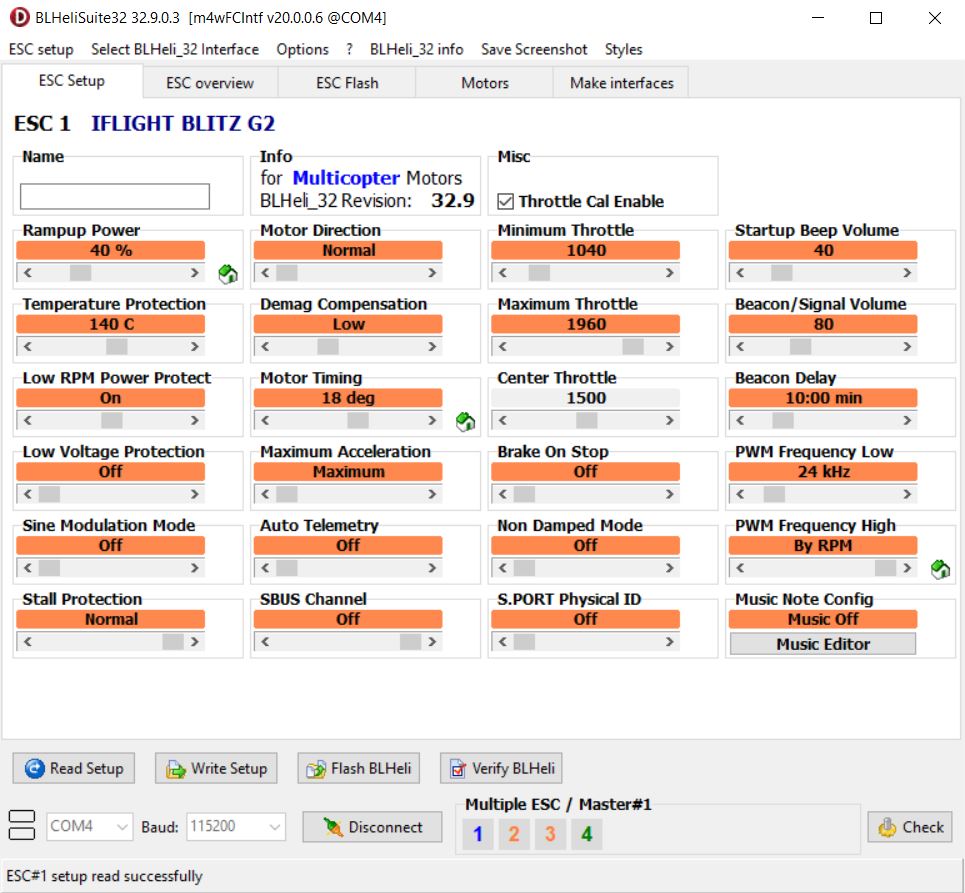 BLHeliSuite32 32.9.0.3 [m4wFCIntf v20.0.0.6 @COM4]
ESC setup Select BLHeli_32 Interface Options ? BLHeli_32 info Save Screenshot Styles
ESC Setup ESC overview ESC Flash Motors Make interfaces
ESC 1 IFLIGHT BLITZ G2
Name Info Misc
for Multicopter Motors
BLHeli_32 Revision: 32.9 Throttle Cal Enable
Rampup Power Motor Direction Minimum Throttle Startup Beep Volume
40 % Normal 1040 40
Temperature Protection Demag Compensation Maximum Throttle Beacon/Signal Volume
140 C Low 1960 80
Low RPM Power Protect Motor Timing Center Throttle Beacon Delay
On 18 deg 1500 10:00 min
Low Voltage Protection Maximum Acceleration Brake On Stop PWM Frequency Low
Off Maximum Off 24 kHz
Sine Modulation Mode Auto Telemetry Non Damped Mode PWM Frequency High
Off Off Off By RPM
Stall Protection SBUS Channel S.PORT Physical ID Music Note Config
Normal Off Off Music Off
Music Editor
Read Setup Write Setup Flash BLHeli Verify BLHeli
Multiple ESC / Master#1
COM4 Baud: 115200 Disconnect 1 2 3 4 Check
ESC#1 setup read successfully